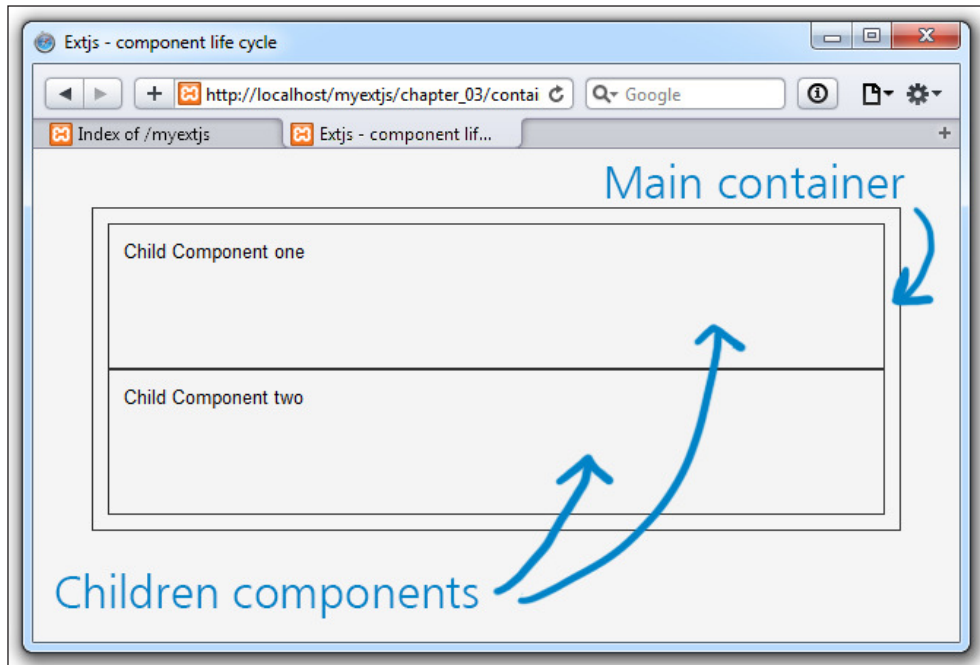 Extjs - component life cycle
http://localhost/myextjs/chapter_03/contai
Google
Index of /myextjs
Extjs - component lif...
Main container
Child Component one
Child Component two
Children components